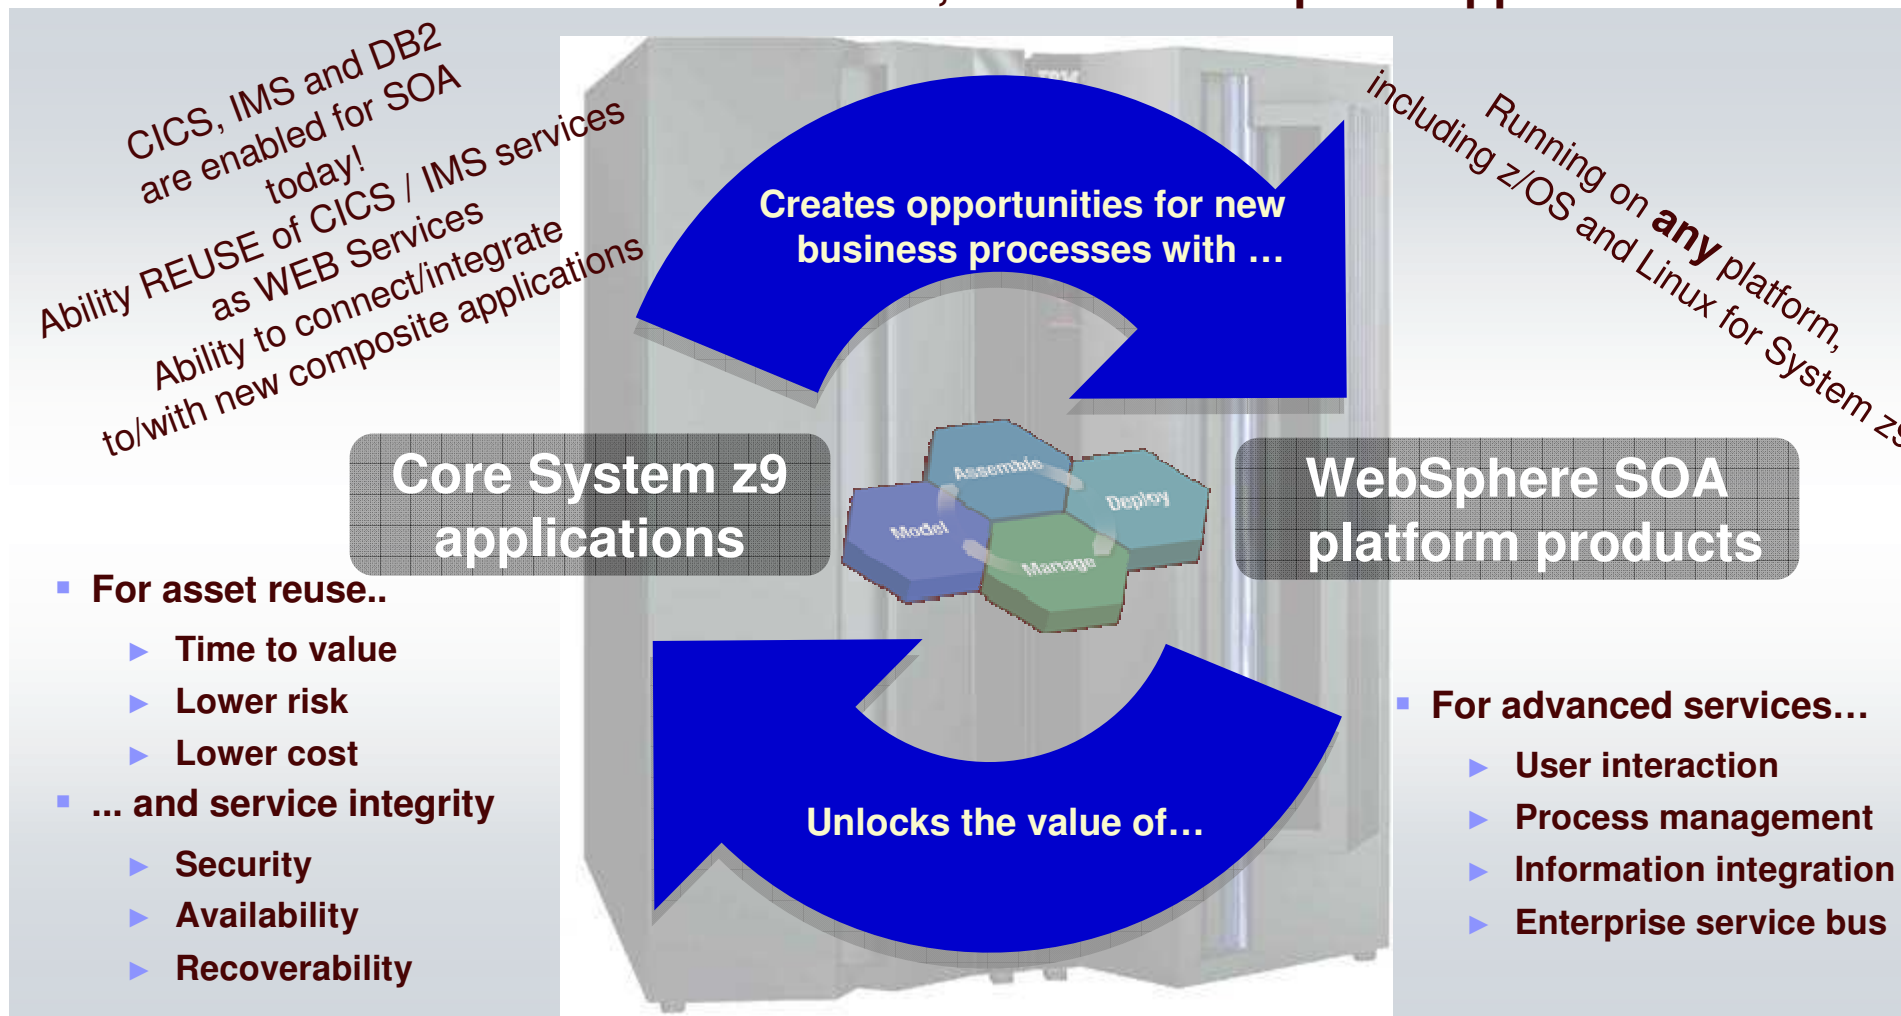 CICS, IMS and DB2
are enabled for SOA
today!
Ability REUSE of CICS / IMS services
as WEB Services
Ability to connect/integrate
to/with new composite applications
Running on any platform,
including z/OS and Linux for System z9
Creates opportunities for new
business processes with …
Core System z9
applications
Assemble
Deploy
Model
Manage
WebSphere SOA
platform products
Unlocks the value of…
For asset reuse..
Time to value
Lower risk
Lower cost
... and service integrity
Security
Availability
Recoverability
For advanced services…
User interaction
Process management
Information integration
Enterprise service bus